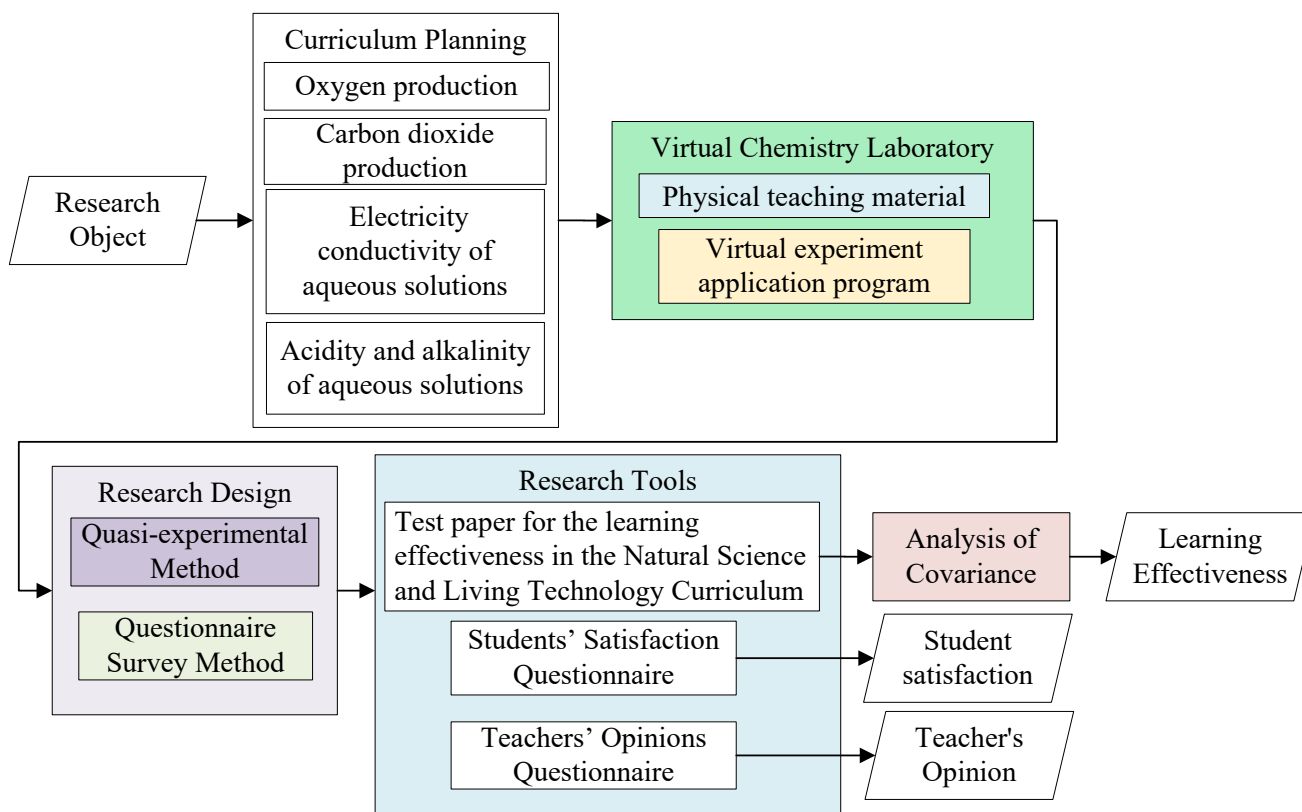 Curriculum Planning
Oxygen production
Carbon dioxide
production
Electricity
conductivity of
aqueous solutions
Acidity and alkalinity
of aqueous solutions
Research
Object
Virtual Chemistry Laboratory
Physical teaching material
Virtual experiment
application program
Research Design
Quasi-experimental
Method
Questionnaire
Survey Method
Research Tools
Test paper for the learning
effectiveness in the Natural Science
and Living Technology Curriculum
Students’ Satisfaction
Questionnaire
Teachers’ Opinions
Questionnaire
Analysis of
Covariance
Learning
Effectiveness
Student
satisfaction
Teacher's
Opinion